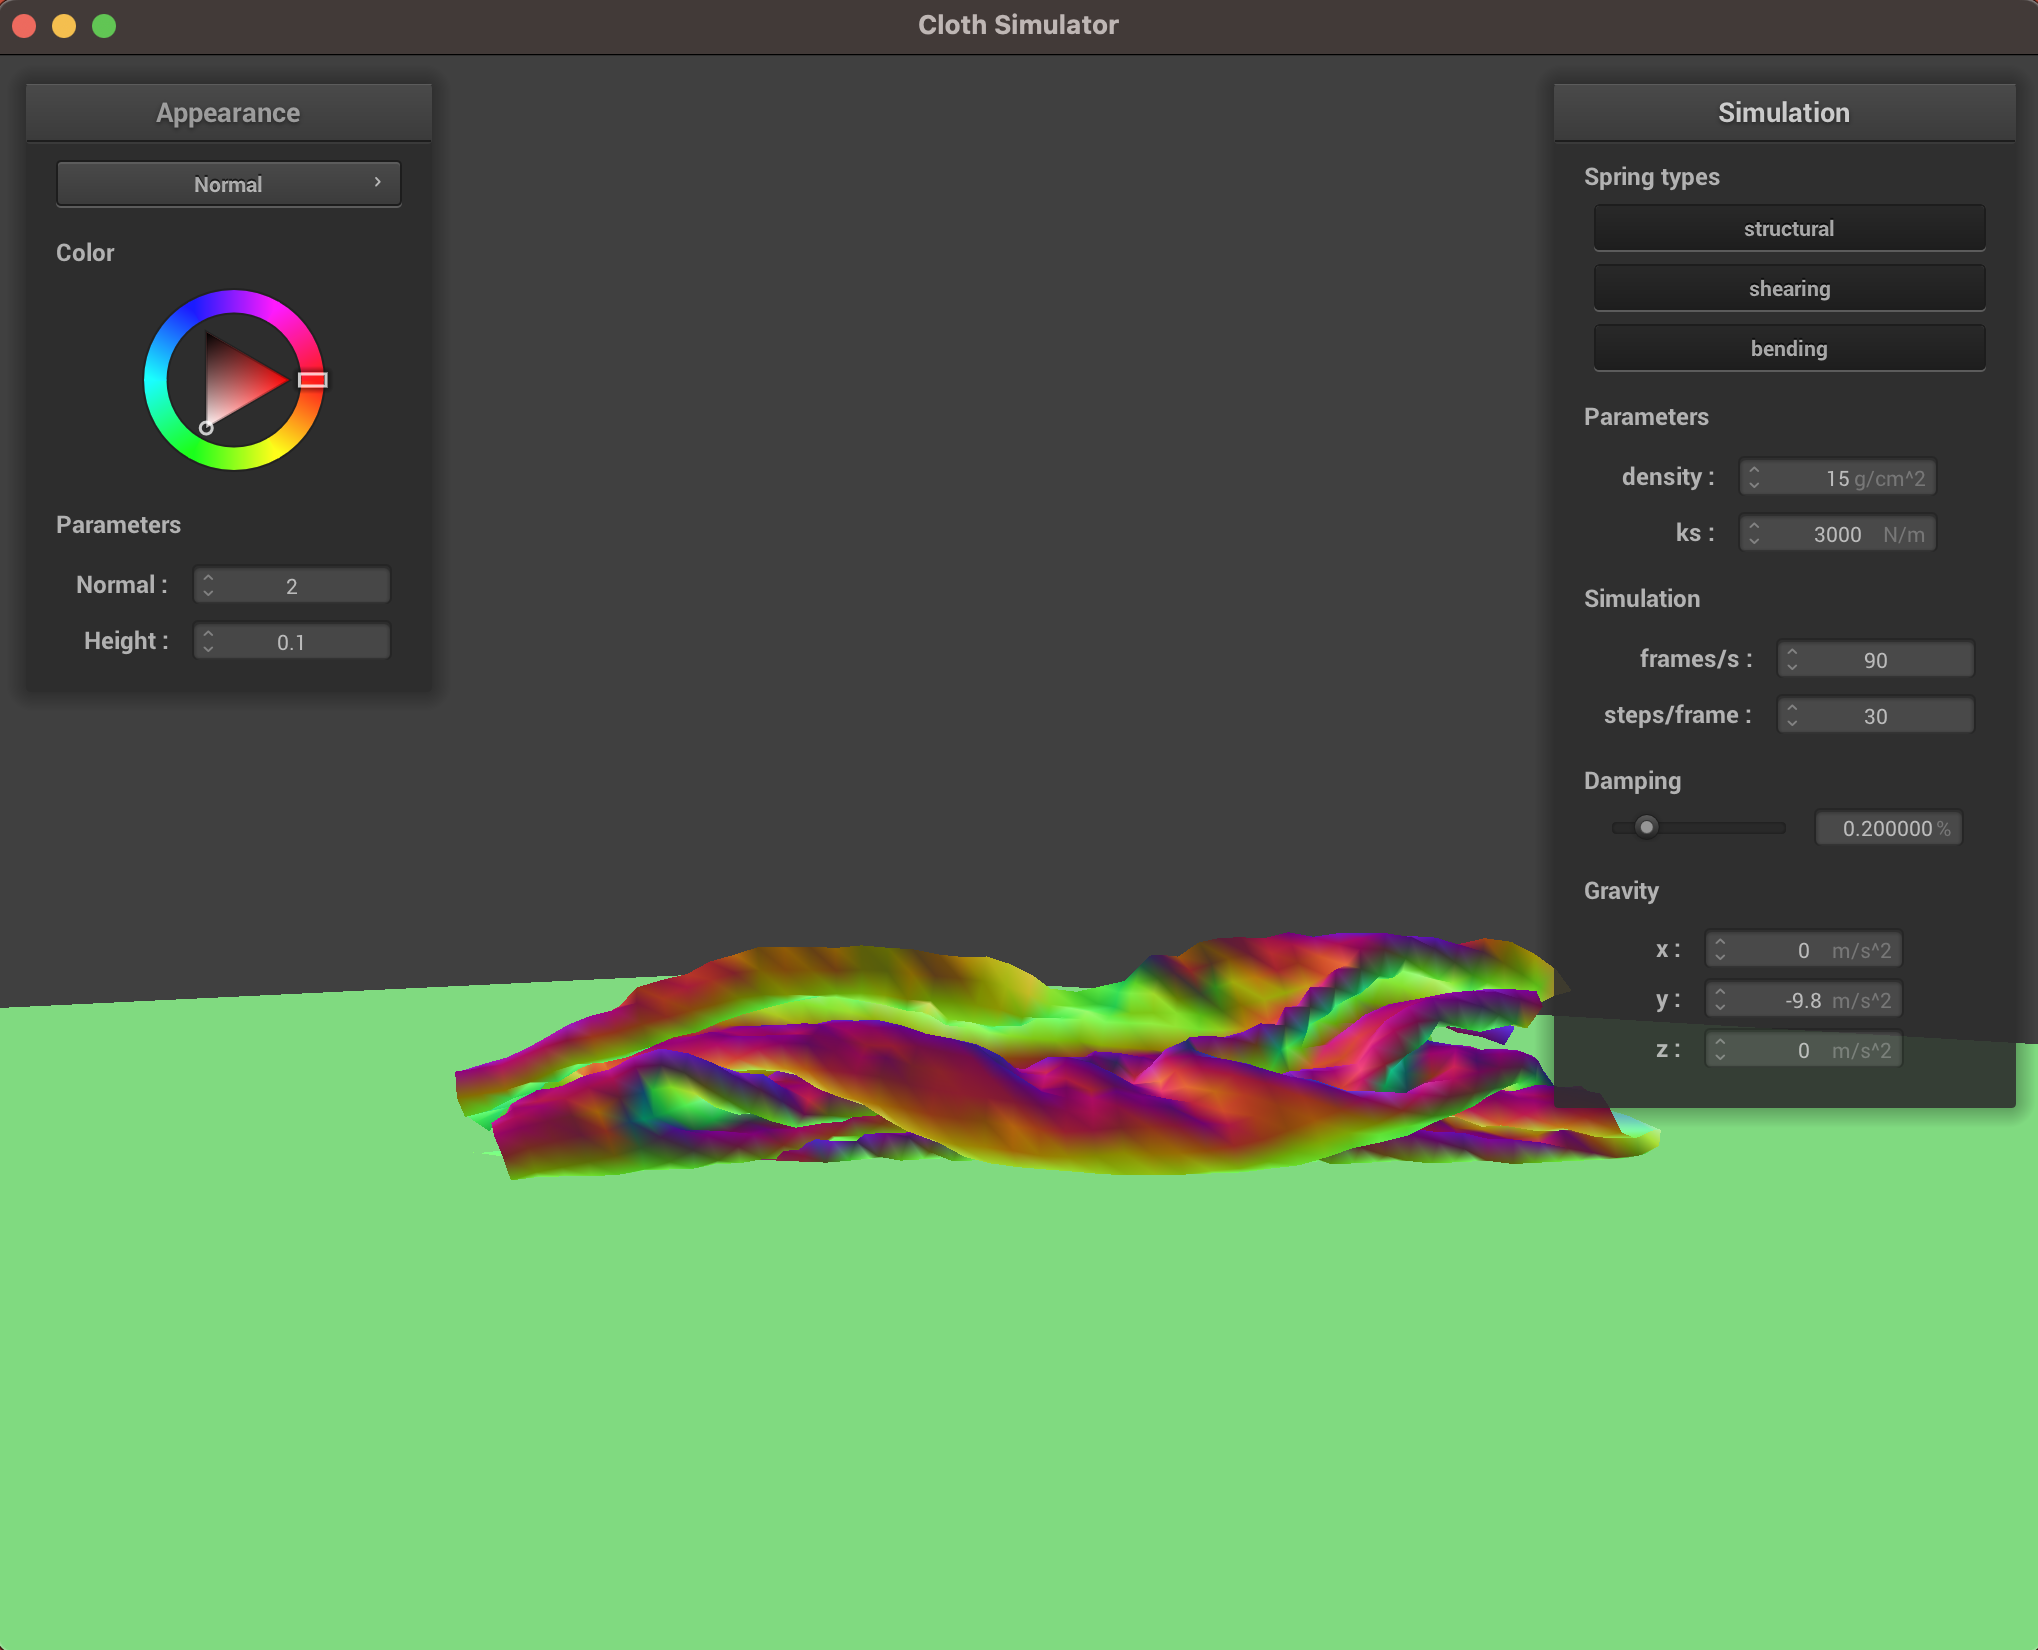 Cloth Simulator
Appearance
Normal
Color
Parameters
Normal : 2
Height : 0.1
Simulation
Spring types
structural
shearing
bending
Parameters
density : 15 g/cm^2
ks : 3000 N/m
Simulation
frames/s : 90
steps/frame : 30
Damping
0.200000 %
Gravity
x : 0 m/s^2
y : -9.8 m/s^2
z : 0 m/s^2